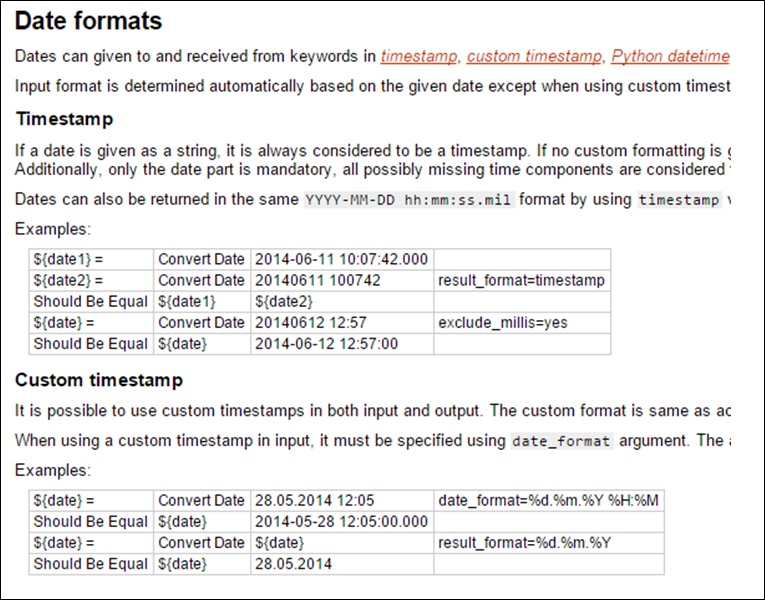 Date formats
Dates can given to and received from keywords in timestamp, custom timestamp, Python datetime
Input format is determined automatically based on the given date except when using custom timest
Timestamp
If a date is given as a string, it is always considered to be a timestamp. If no custom formatting is g
Additionally, only the date part is mandatory, all possibly missing time components are considered
Dates can also be returned in the same YYYY-MM-DD hh:mm:ss.mil format by using timestamp v
Examples:
${date1} = Convert Date 2014-06-11 10:07:42.000
${date2} = Convert Date 20140611 100742 result_format=timestamp
Should Be Equal ${date1} ${date2}
${date} = Convert Date 20140612 12:57 exclude_millis=yes
Should Be Equal ${date} 2014-06-12 12:57:00
Custom timestamp
It is possible to use custom timestamps in both input and output. The custom format is same as ac
When using a custom timestamp in input, it must be specified using date_format argument. The a
Examples:
${date} = Convert Date 28.05.2014 12:05 date_format=%d.%m.%Y %H:%M
Should Be Equal ${date} 2014-05-28 12:05:00.000
${date} = Convert Date ${date} result_format=%d.%m.%Y
Should Be Equal ${date} 28.05.2014